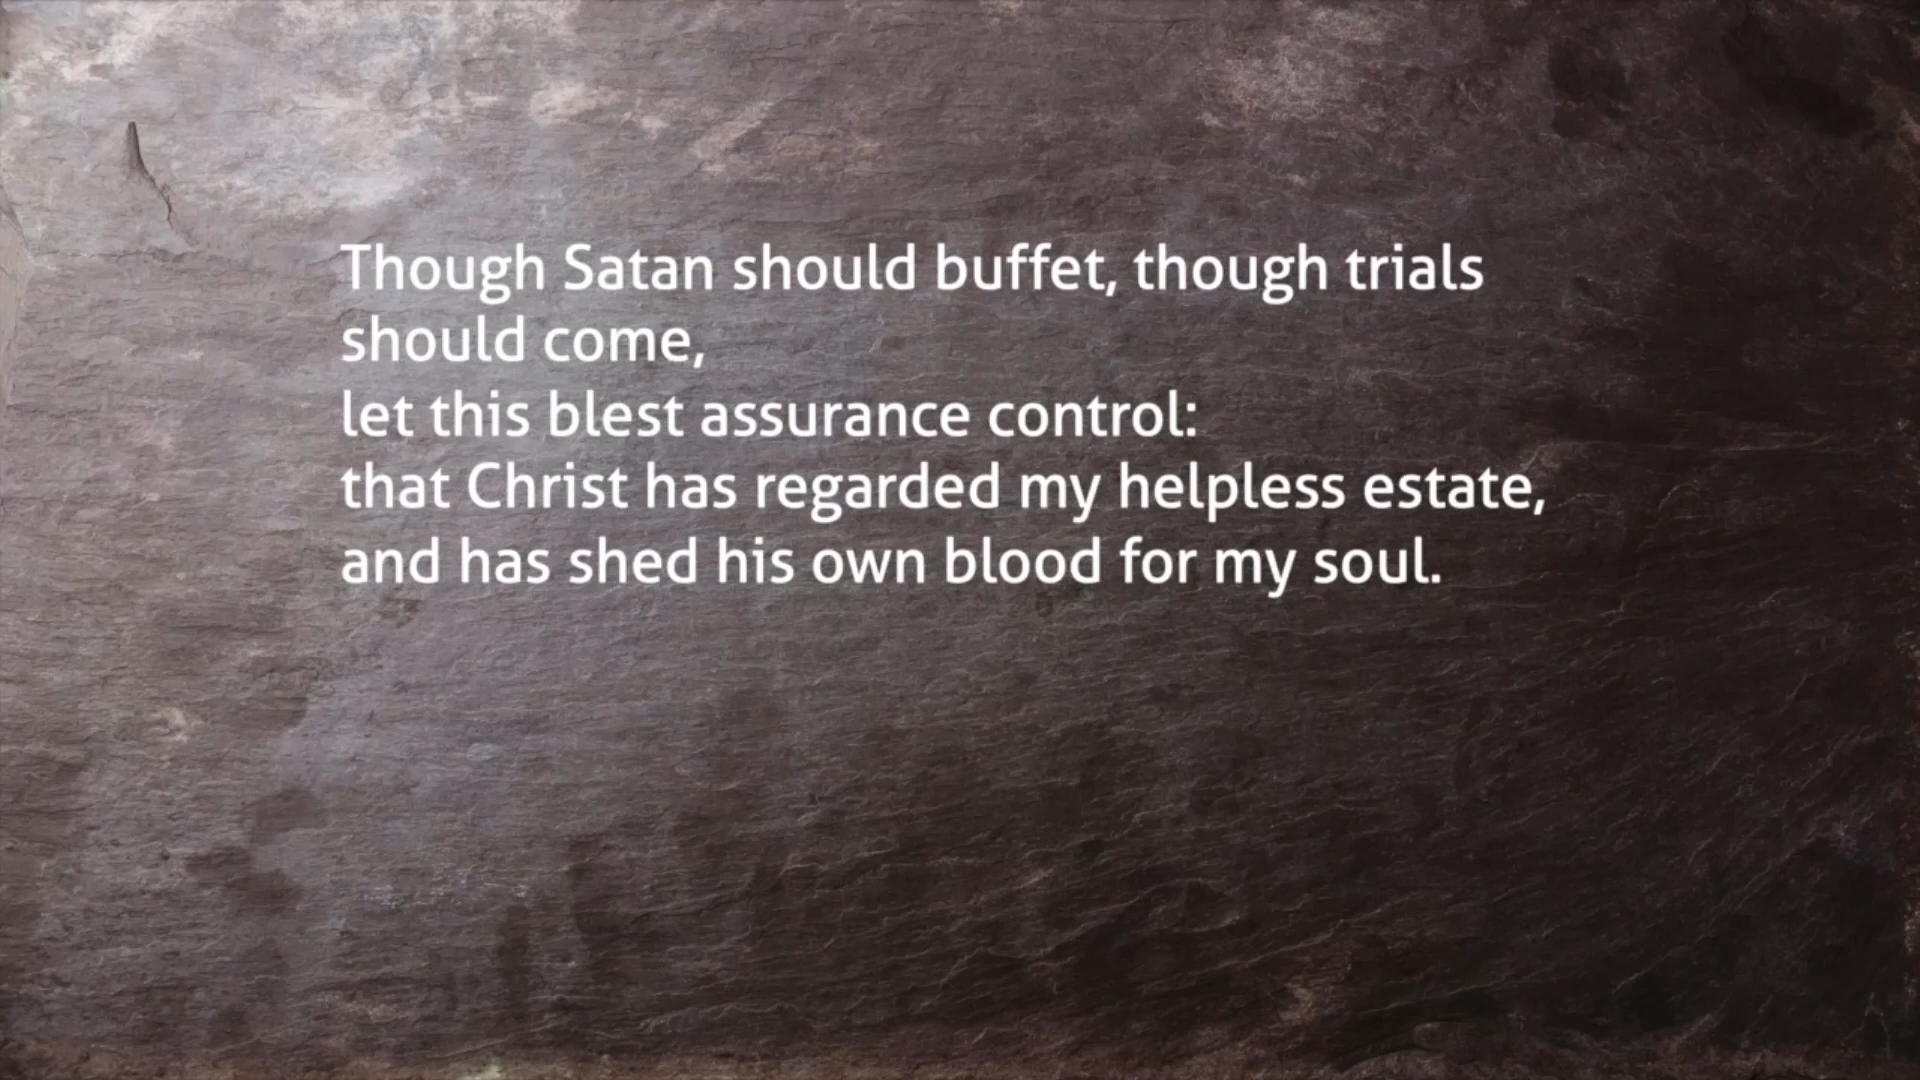 Though Satan should buffet, though trials
should come,
let this blest assurance control:
that Christ has regarded my helpless estate,
and has shed his own blood for my soul.